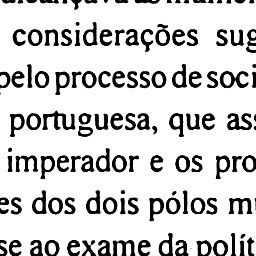 considerações sug
pelo processo de soci
portuguesa, que ass
imperador e os pro
es dos dois pólos mu
se ao exame da polít